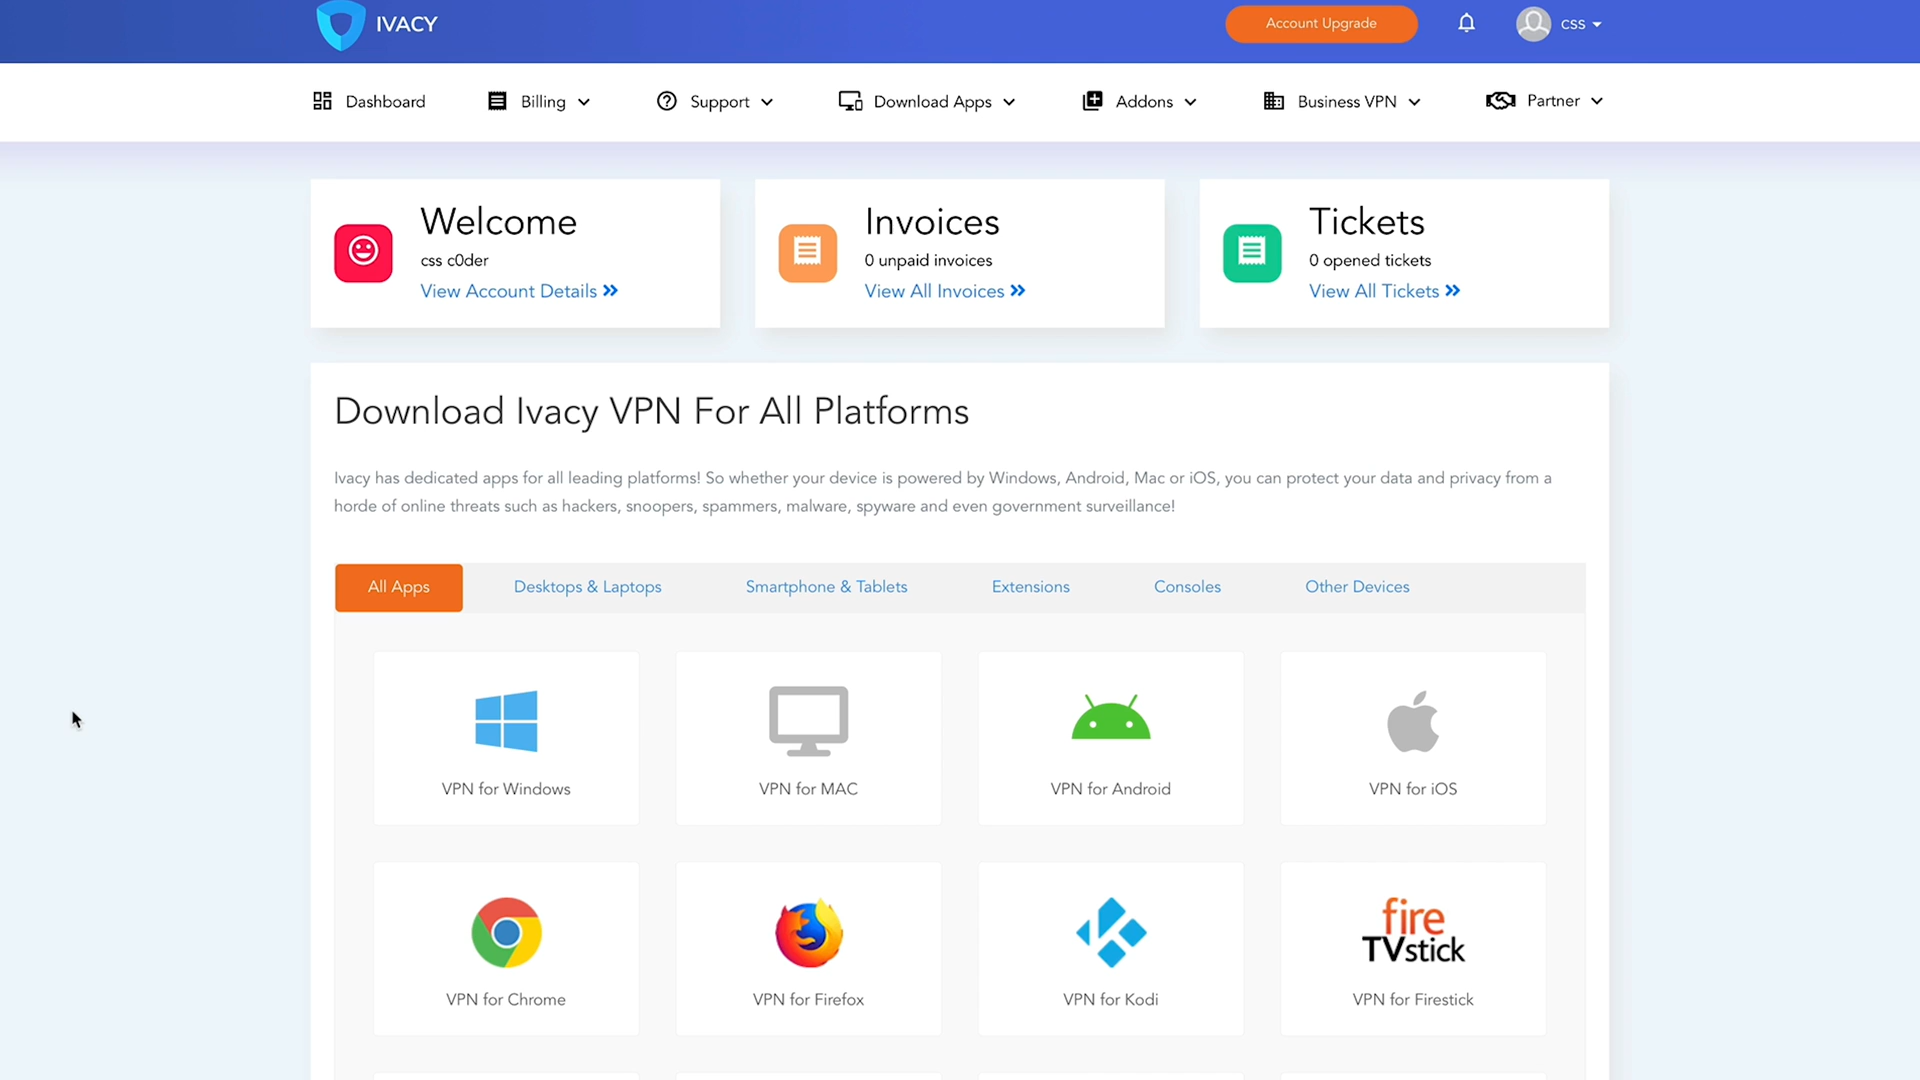 IVACY
Account Upgrade
css
Dashboard
Billing
Support
Download Apps
Addons
Business VPN
Partner
Welcome
css c0der
View Account Details
Invoices
0 unpaid invoices
View All Invoices
Tickets
0 opened tickets
View All Tickets
Download Ivacy VPN For All Platforms
Ivacy has dedicated apps for all leading platforms! So whether your device is powered by Windows, Android, Mac or iOS, you can protect your data and privacy from a
horde of online threats such as hackers, snoopers, spammers, malware, spyware and even government surveillance!
All Apps
Desktops & Laptops
Smartphone & Tablets
Extensions
Consoles
Other Devices
VPN for Windows
VPN for MAC
VPN for Android
VPN for iOS
VPN for Chrome
VPN for Firefox
VPN for Kodi
fire
TVstick
VPN for Firestick